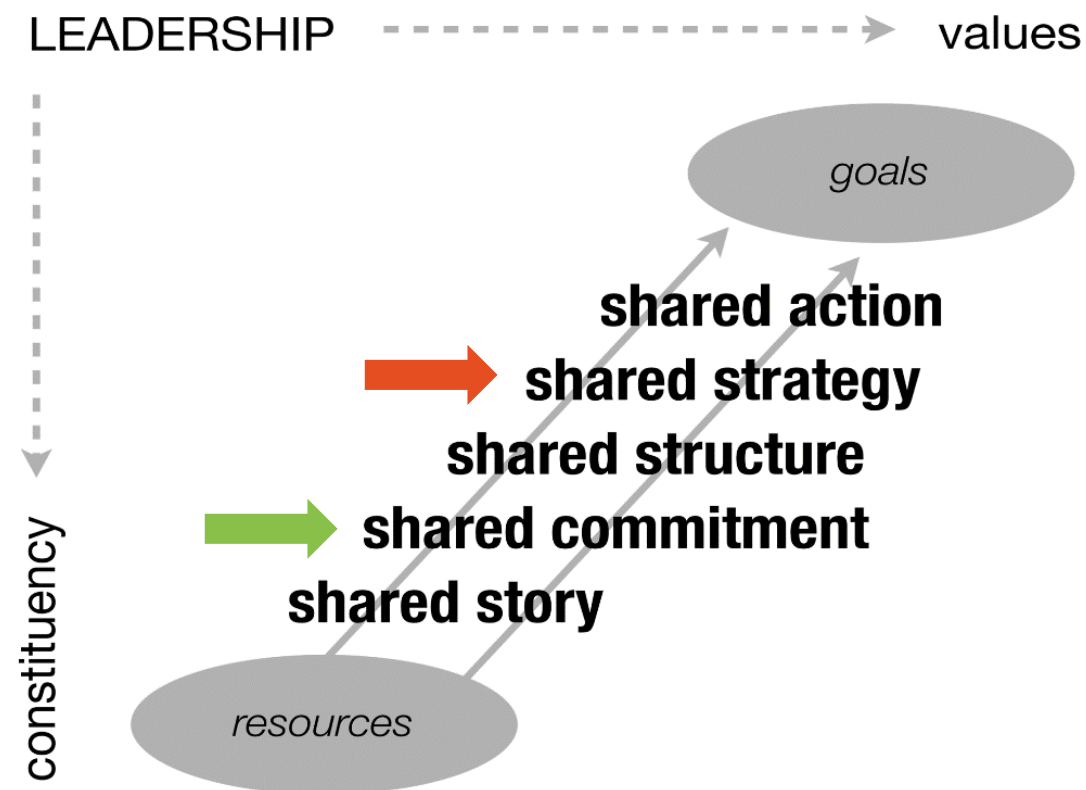 LEADERSHIP
values
goals
shared action
shared strategy
shared structure
shared commitment
shared story
constituency
resources